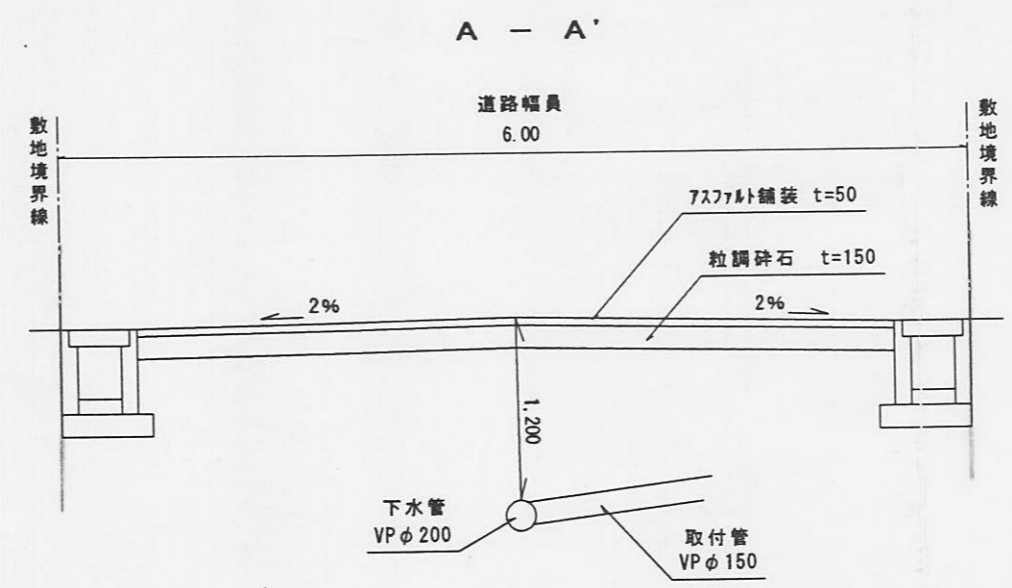 A － A'
道路幅員
6.00
敷地境界線
敷地境界線
アスファルト舗装 t=50
粒調砕石 t=150
2%
2%
1,200
下水管
VPφ200
取付管
VPφ150